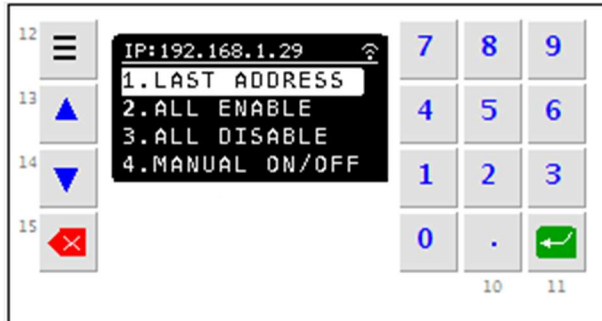 12
IP:192.168.1.29
7 8 9
1.LAST ADDRESS
13
2.ALL ENABLE
4 5 6
3.ALL DISABLE
14
4.MANUAL ON/OFF
1 2 3
15
0 .
10 11